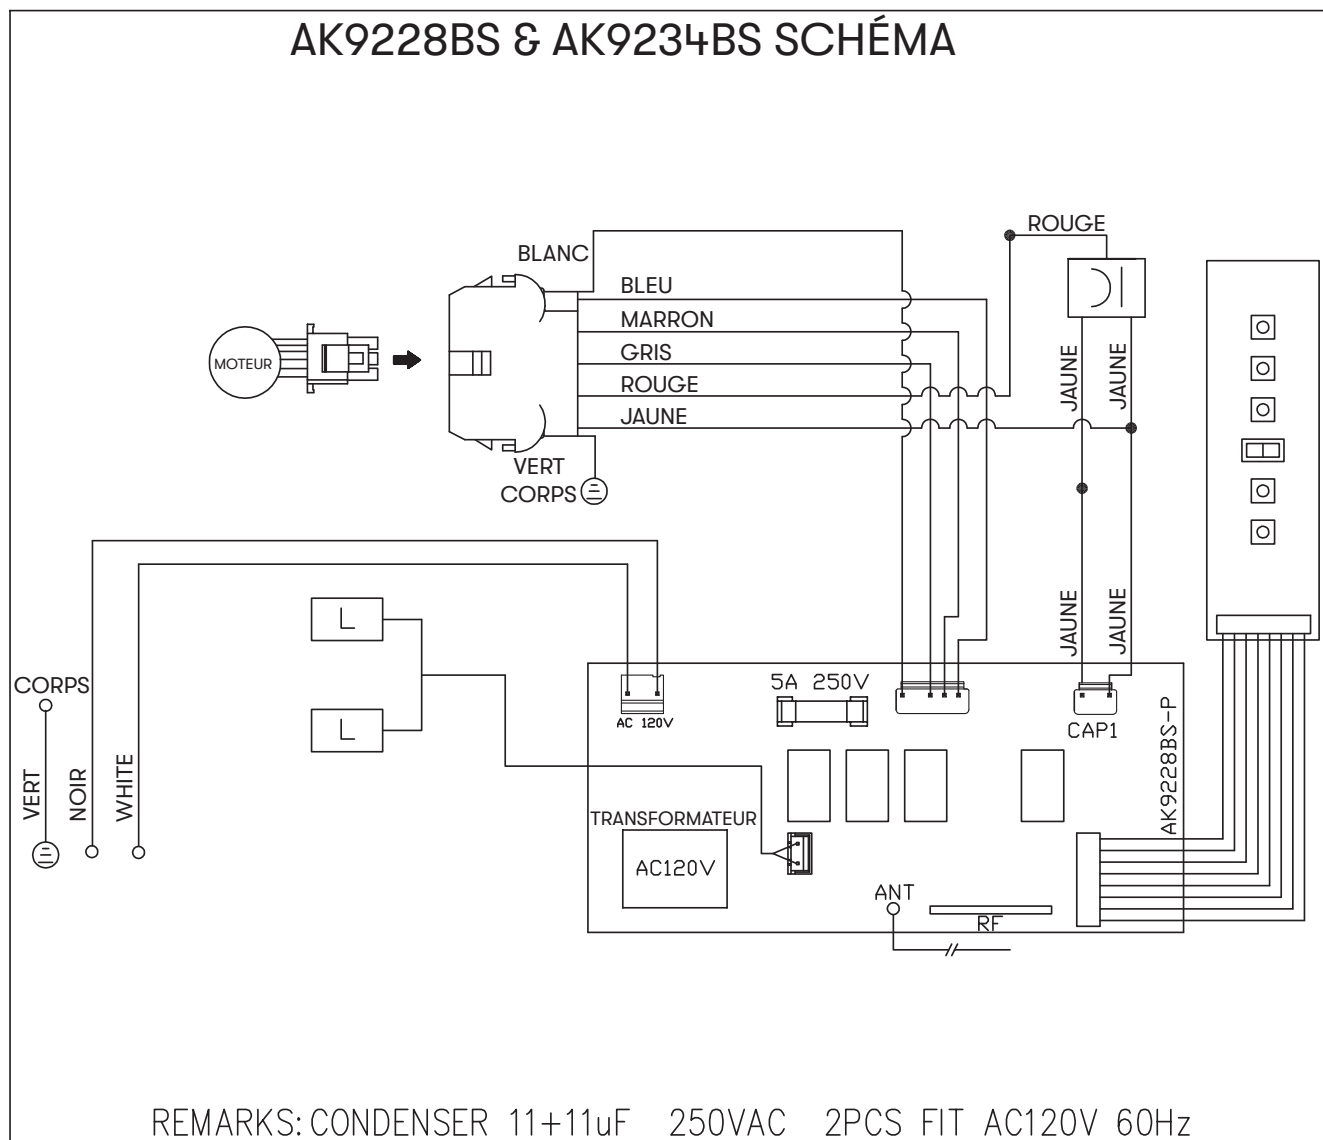 AK9228BS & AK9234BS SCHÉMA
ROUGE
BLANC
BLEU
MARRON
GRIS
ROUGE
JAUNE
MOTEUR
JAUNE
JAUNE
VERT
CORPS
JAUNE
JAUNE
L
L
CORPS
VERT
NOIR
WHITE
AC 120V
5A 250V
CAP1
AK9228BS-P
TRANSFORMATEUR
AC120V
ANT
RF
REMARKS: CONDENSER 11+11uF 250VAC 2PCS FIT AC120V 60Hz